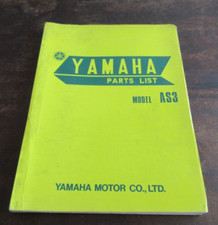 YAMAHA
PARTS LIST
MODEL AS3
YAMAHA MOTOR CO., LTD.